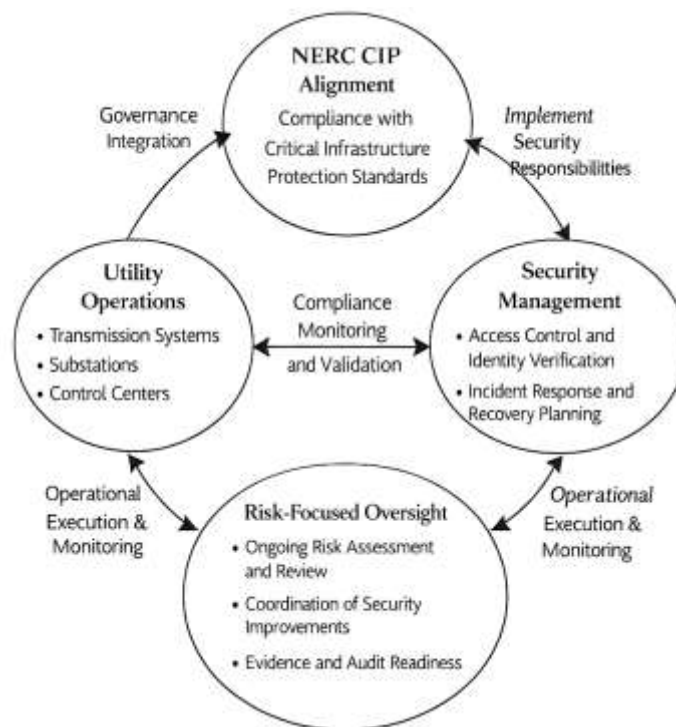 NERC CIP
Alignment
Compliance with
Critical Infrastructure
Protection Standards
Governance
Integration
Implement
Security
Responsibilitties
Utility
Operations
• Transmission Systems
• Substations
• Control Centers
Compliance
Monitoring
and Validation
Security
Management
• Access Control and
Identity Verification
• Incident Response and
Recovery Planning
Operational
Execution &
Monitoring
Risk-Focused Oversight
• Ongoing Risk Assessment
and Review
• Coordination of Security
Improvements
• Evidence and Audit Readiness
Operational
Execution &
Monitoring